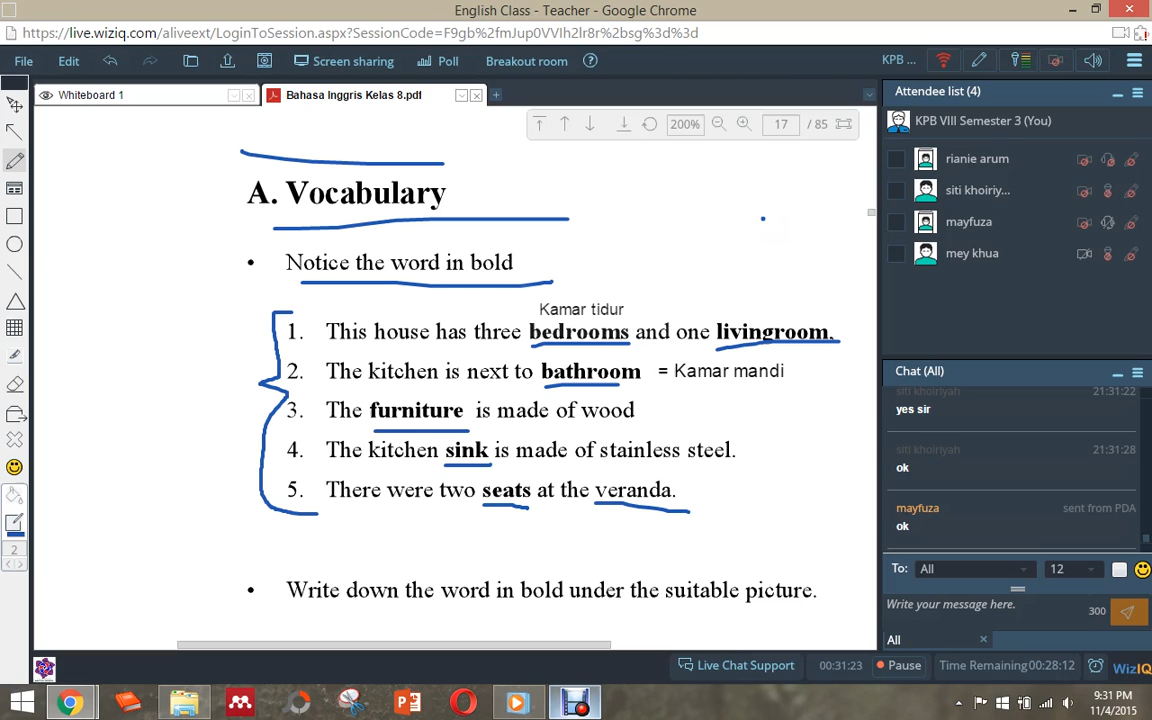 English Class - Teacher - Google Chrome
https://live.wiziq.com/aliveext/LoginToSession.aspx?SessionCode=F9gb%2fmJup0VVIh2lr8r%2bsg%3d%3d
File Edit Screen sharing Poll Breakout room KPB ...
Whiteboard 1 Bahasa Inggris Kelas 8.pdf
200% 17 / 85
A. Vocabulary
• Notice the word in bold
Kamar tidur
1. This house has three bedrooms and one livingroom.
2. The kitchen is next to bathroom = Kamar mandi
3. The furniture is made of wood
4. The kitchen sink is made of stainless steel.
5. There were two seats at the veranda.
• Write down the word in bold under the suitable picture.
2
Attendee list (4)
KPB VIII Semester 3 (You)
rianie arum
siti khoiriy...
mayfuza
mey khua
Chat (All)
siti khoiriyah 21:31:22
yes sir
siti khoiriyah 21:31:28
ok
mayfuza sent from PDA
ok
To: All 12
Write your message here. 300
All
Live Chat Support 00:31:23 Pause Time Remaining 00:28:12 WizIQ
9:31 PM
11/4/2015